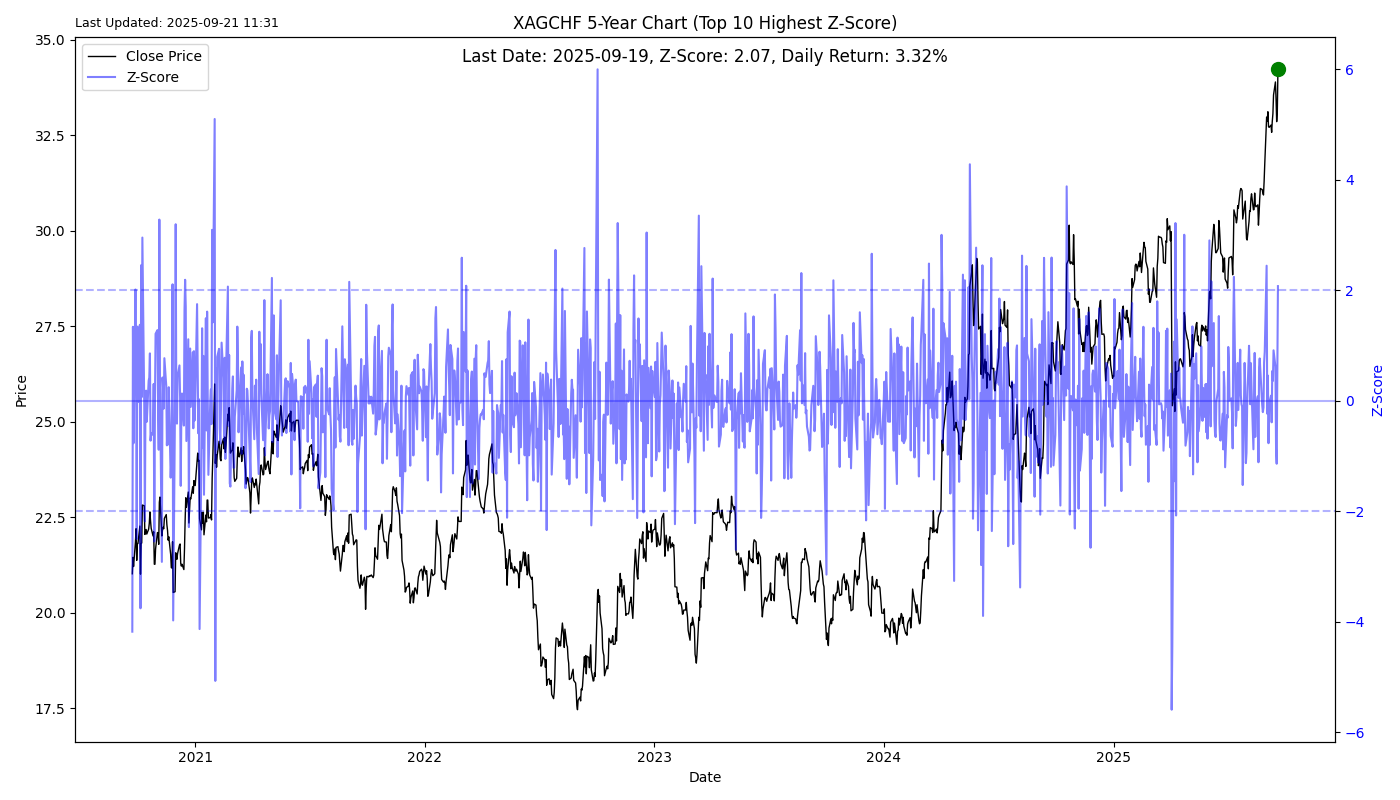 Last Updated: 2025-09-21 11:31
XAGCHF 5-Year Chart (Top 10 Highest Z-Score)
Last Date: 2025-09-19, Z-Score: 2.07, Daily Return: 3.32%
Close Price
Z-Score
35.0
32.5
30.0
27.5
25.0
22.5
20.0
17.5
Price
6
4
2
0
−2
−4
−6
Z-Score
2021
2022
2023
2024
2025
Date